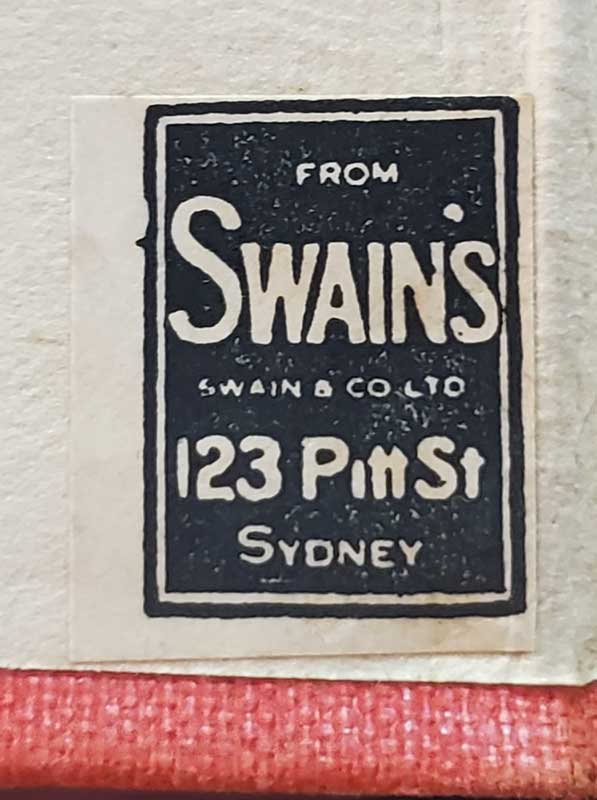 FROM
SWAIN'S
SWAIN & CO LTD
123 Pitt St
SYDNEY